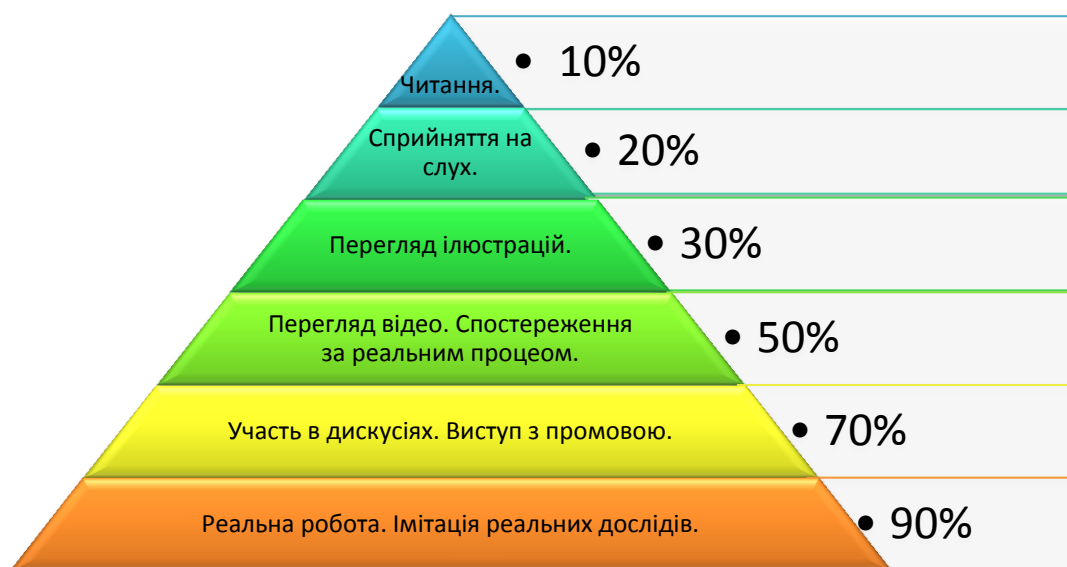 Читання.
• 10%
Сприйняття на
слух.
• 20%
Перегляд ілюстрацій.
• 30%
Перегляд відео. Спостереження
за реальним процеом.
• 50%
Участь в дискусіях. Виступ з промовою.
• 70%
Реальна робота. Імітація реальних дослідів.
• 90%